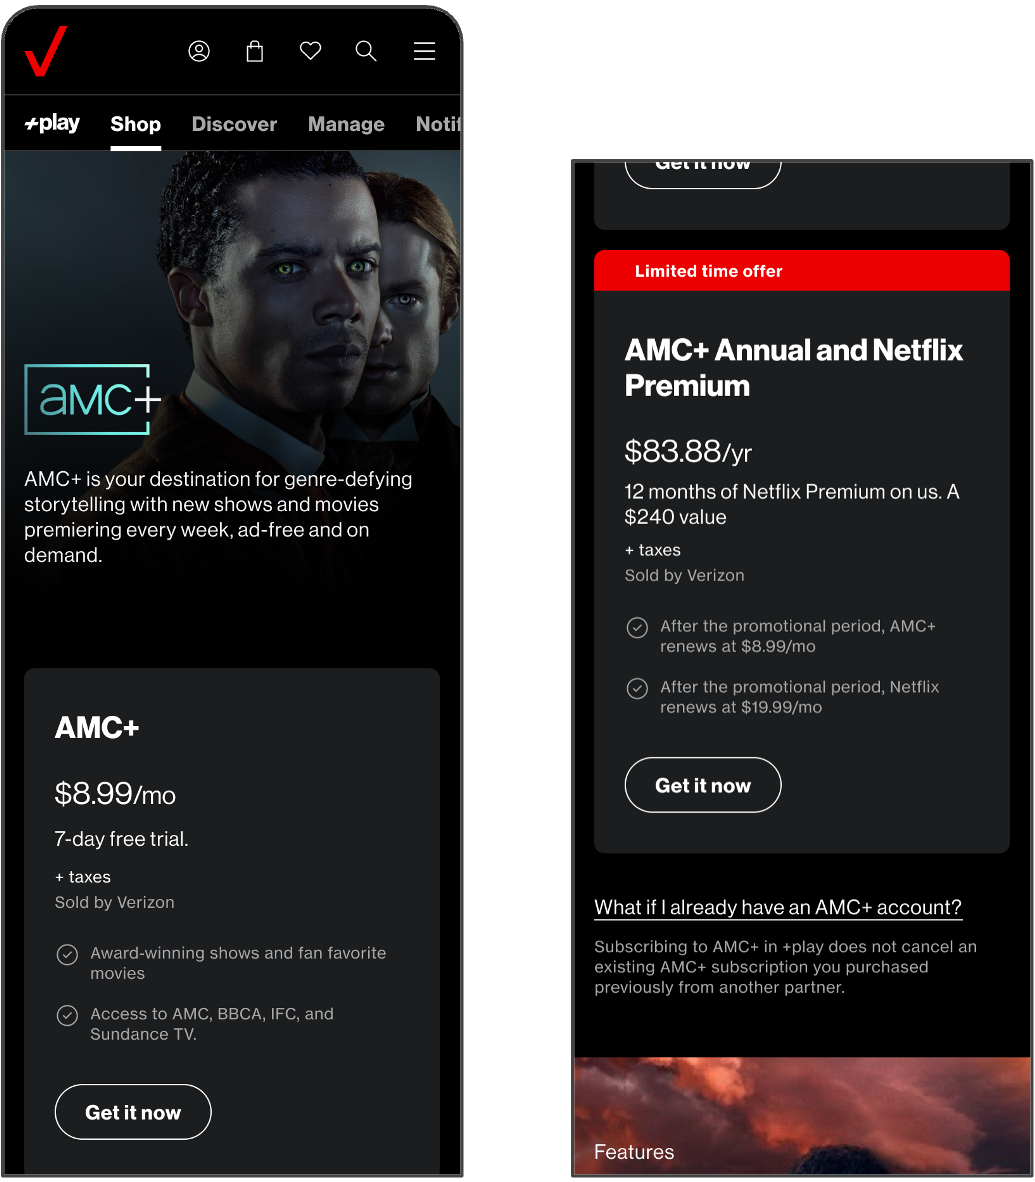 +play Shop Discover Manage Notif
aMC+
AMC+ is your destination for genre-defying
storytelling with new shows and movies
premiering every week, ad-free and on
demand.
AMC+
$8.99/mo
7-day free trial.
+ taxes
Sold by Verizon
Award-winning shows and fan favorite
movies
Access to AMC, BBCA, IFC, and
Sundance TV.
Get it now
Get it now
Limited time offer
AMC+ Annual and Netflix
Premium
$83.88/yr
12 months of Netflix Premium on us. A
$240 value
+ taxes
Sold by Verizon
After the promotional period, AMC+
renews at $8.99/mo
After the promotional period, Netflix
renews at $19.99/mo
Get it now
What if I already have an AMC+ account?
Subscribing to AMC+ in +play does not cancel an
existing AMC+ subscription you purchased
previously from another partner.
Features